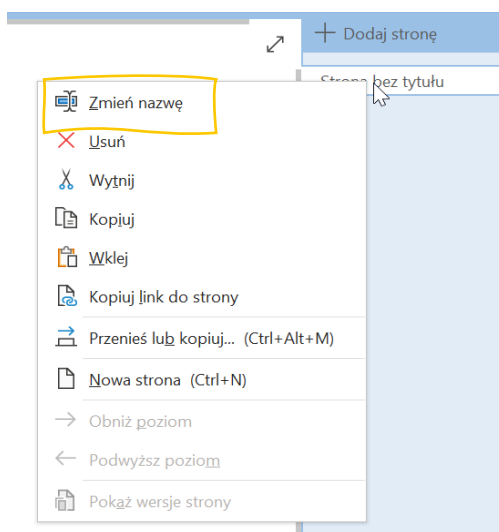 Dodaj stronę
Strona bez tytułu
Zmień nazwę
Usuń
Wytnij
Kopiuj
Wklej
Kopiuj link do strony
Przenieś lub kopiuj... (Ctrl+Alt+M)
Nowa strona (Ctrl+N)
Obniż poziom
Podwyższ poziom
Pokaż wersje strony